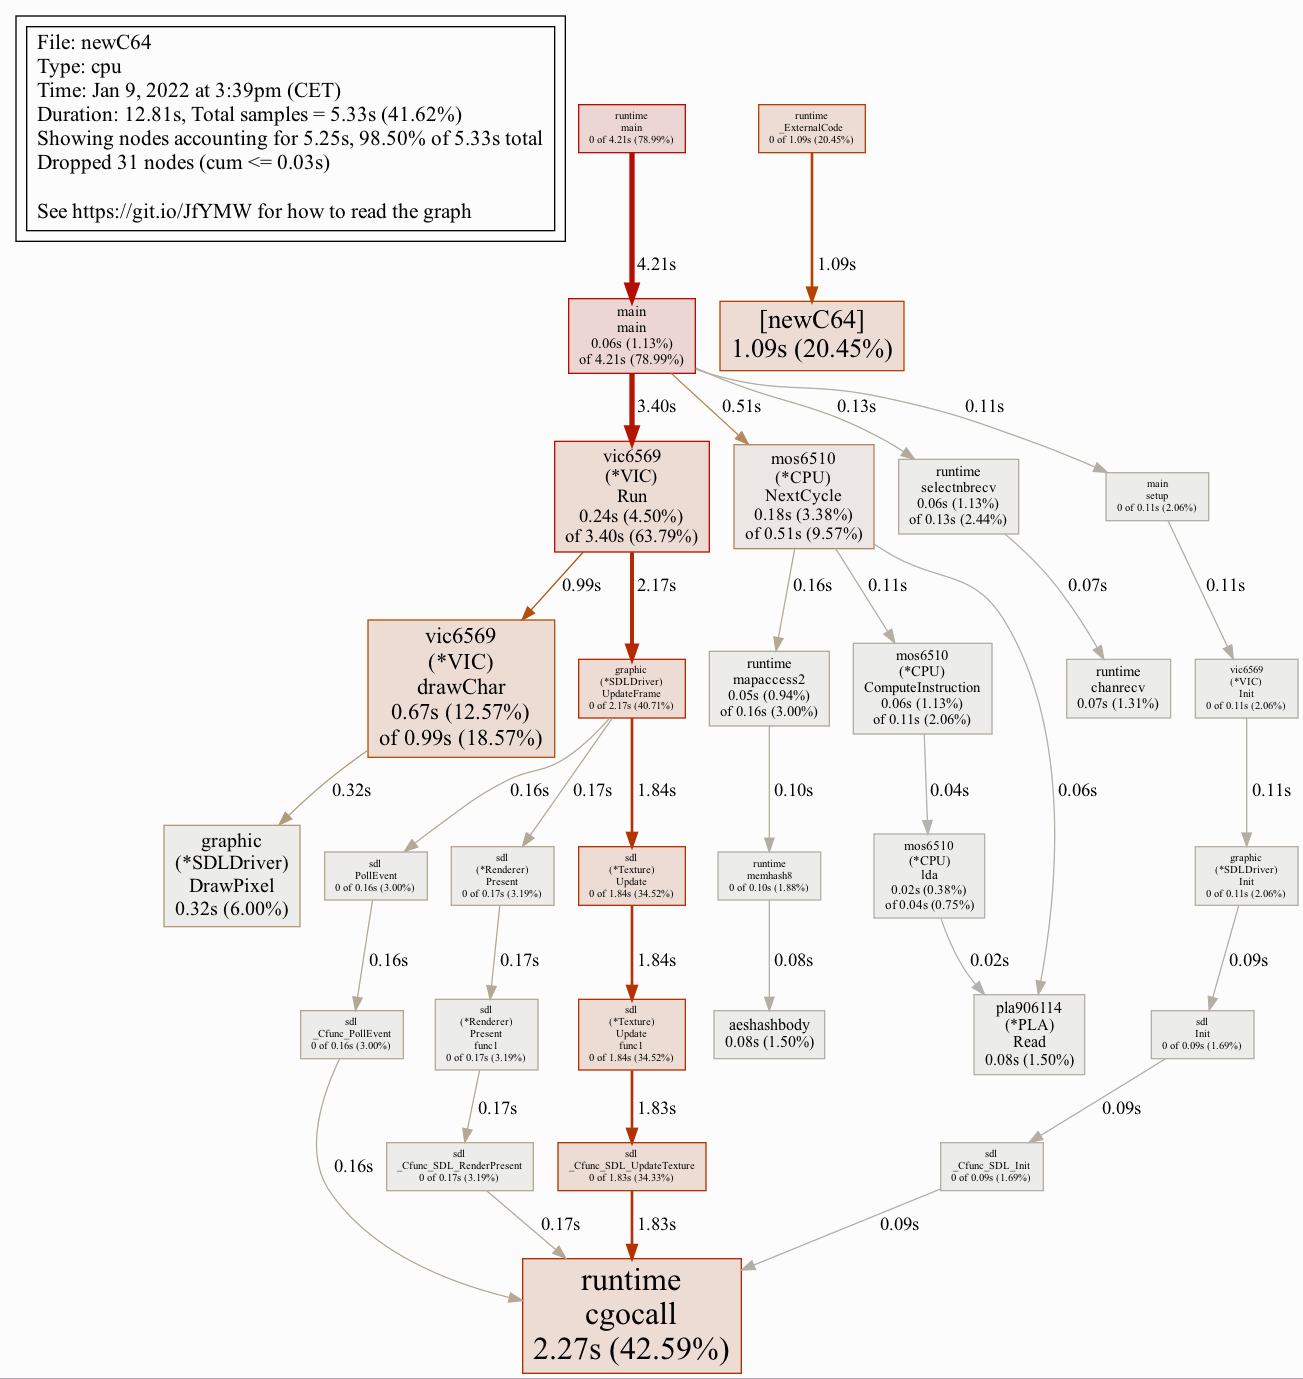 File: newC64
Type: cpu
Time: Jan 9, 2022 at 3:39pm (CET)
Duration: 12.81s, Total samples = 5.33s (41.62%)
Showing nodes accounting for 5.25s, 98.50% of 5.33s total
Dropped 31 nodes (cum <= 0.03s)
See https://git.io/JfYMW for how to read the graph
runtime
main
0 of 4.21s (78.99%)
runtime
_ExternalCode
0 of 1.09s (20.45%)
4.21s
1.09s
main
main
0.06s (1.13%)
of 4.21s (78.99%)
[newC64]
1.09s (20.45%)
3.40s
0.51s
0.13s
0.11s
vic6569
(*VIC)
Run
0.24s (4.50%)
of 3.40s (63.79%)
mos6510
(*CPU)
NextCycle
0.18s (3.38%)
of 0.51s (9.57%)
runtime
selectnbrecv
0.06s (1.13%)
of 0.13s (2.44%)
main
setup
0 of 0.11s (2.06%)
0.99s
2.17s
0.16s
0.11s
0.07s
0.11s
vic6569
(*VIC)
drawChar
0.67s (12.57%)
of 0.99s (18.57%)
graphic
(*SDLDriver)
UpdateFrame
0 of 2.17s (40.71%)
runtime
mapaccess2
0.05s (0.94%)
of 0.16s (3.00%)
mos6510
(*CPU)
ComputeInstruction
0.06s (1.13%)
of 0.11s (2.06%)
runtime
chanrecv
0.07s (1.31%)
vic6569
(*VIC)
Init
0 of 0.11s (2.06%)
0.32s
0.16s
0.17s
1.84s
0.10s
0.04s
0.06s
0.11s
graphic
(*SDLDriver)
DrawPixel
0.32s (6.00%)
sdl
PollEvent
0 of 0.16s (3.00%)
sdl
(*Renderer)
Present
0 of 0.17s (3.19%)
sdl
(*Texture)
Update
0 of 1.84s (34.52%)
runtime
memhash8
0 of 0.10s (1.88%)
mos6510
(*CPU)
lda
0.02s (0.38%)
of 0.04s (0.75%)
graphic
(*SDLDriver)
Init
0 of 0.11s (2.06%)
0.16s
0.17s
1.84s
0.08s
0.02s
0.09s
sdl
_Cfunc_PollEvent
0 of 0.16s (3.00%)
sdl
(*Renderer)
Present
func1
0 of 0.17s (3.19%)
sdl
(*Texture)
Update
func1
0 of 1.84s (34.52%)
aeshashbody
0.08s (1.50%)
pla906114
(*PLA)
Read
0.08s (1.50%)
sdl
Init
0 of 0.09s (1.69%)
0.17s
1.83s
0.09s
0.16s
sdl
_Cfunc_SDL_RenderPresent
0 of 0.17s (3.19%)
sdl
_Cfunc_SDL_UpdateTexture
0 of 1.83s (34.33%)
sdl
_Cfunc_SDL_Init
0 of 0.09s (1.69%)
0.17s
1.83s
0.09s
runtime
cgocall
2.27s (42.59%)